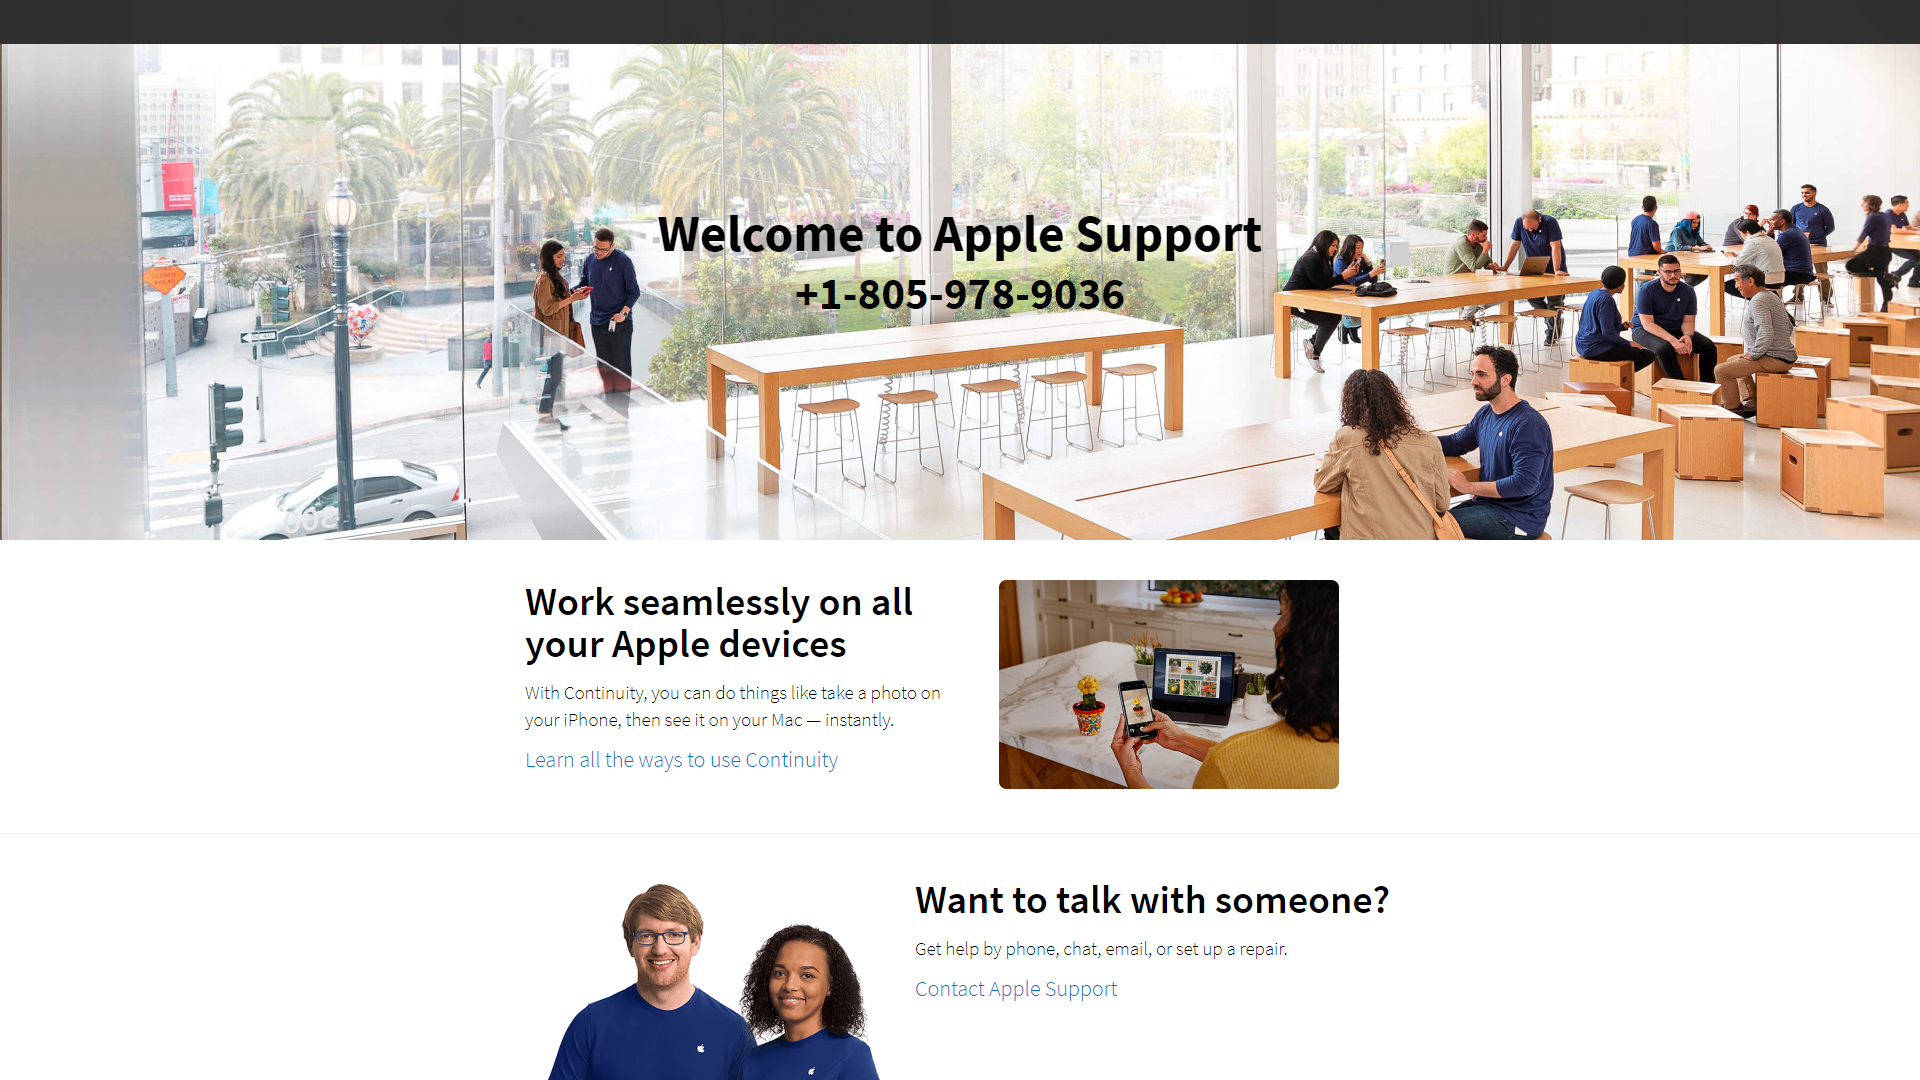 Welcome to Apple Support
+1-805-978-9036
Work seamlessly on all
your Apple devices
With Continuity, you can do things like take a photo on
your iPhone, then see it on your Mac — instantly.
Learn all the ways to use Continuity
Want to talk with someone?
Get help by phone, chat, email, or set up a repair.
Contact Apple Support